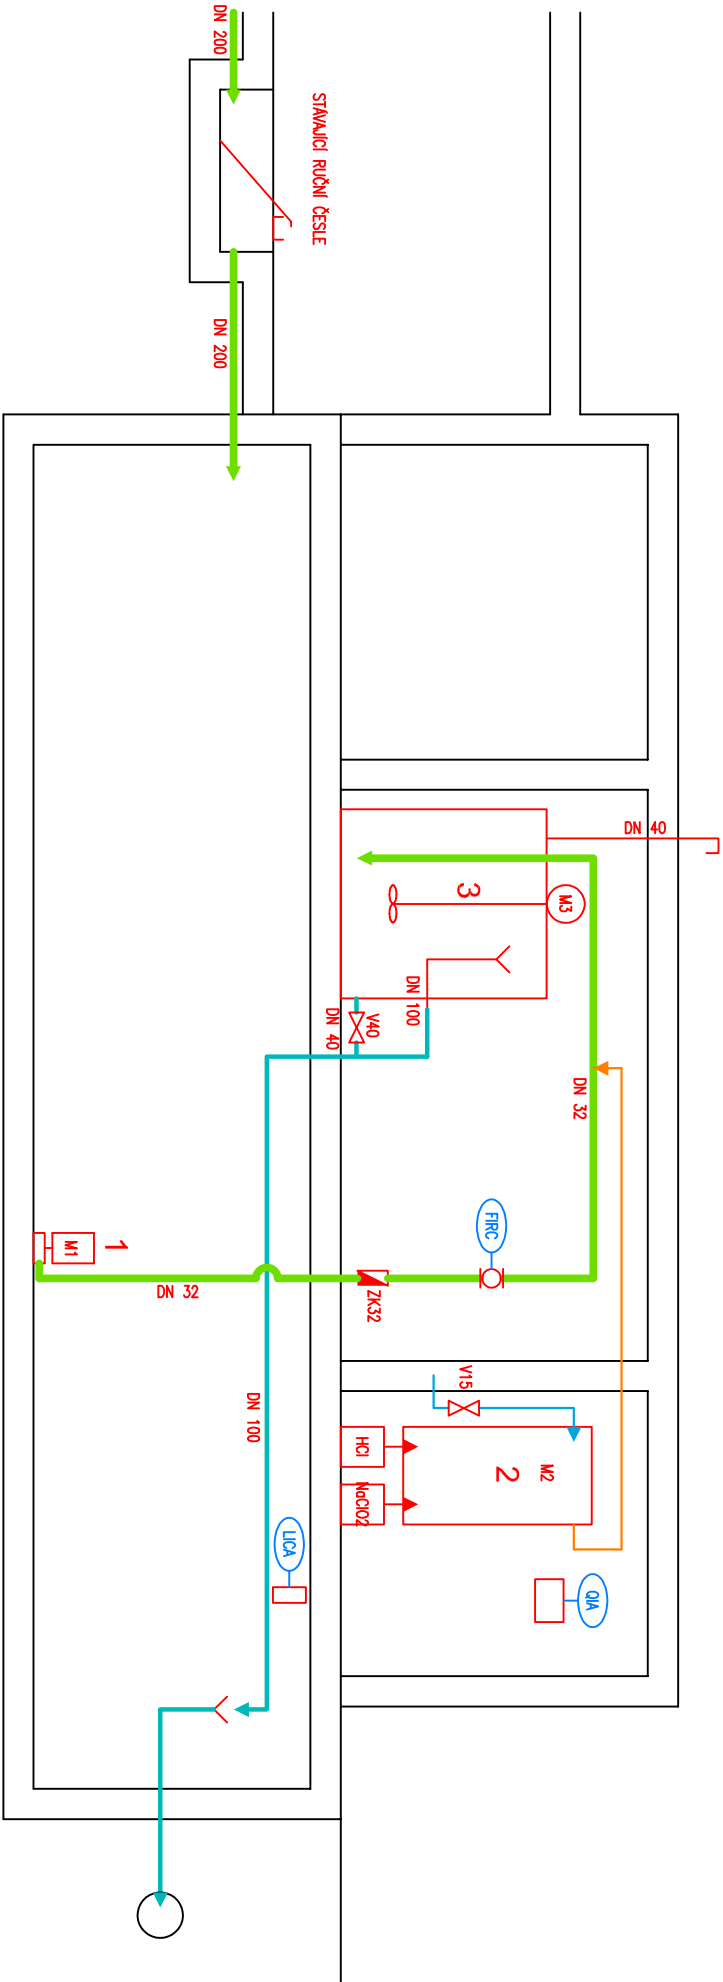 DN 200
STÁVAJÍCÍ RUČNÍ ČESLE
DN 200
DN 40
M3
3
DN 100
V40
DN 40
DN 32
FIRC
1
M1
DN 32
ZK32
V15
DN 100
HCl
M2
2
NaClO2
LICA
QIA